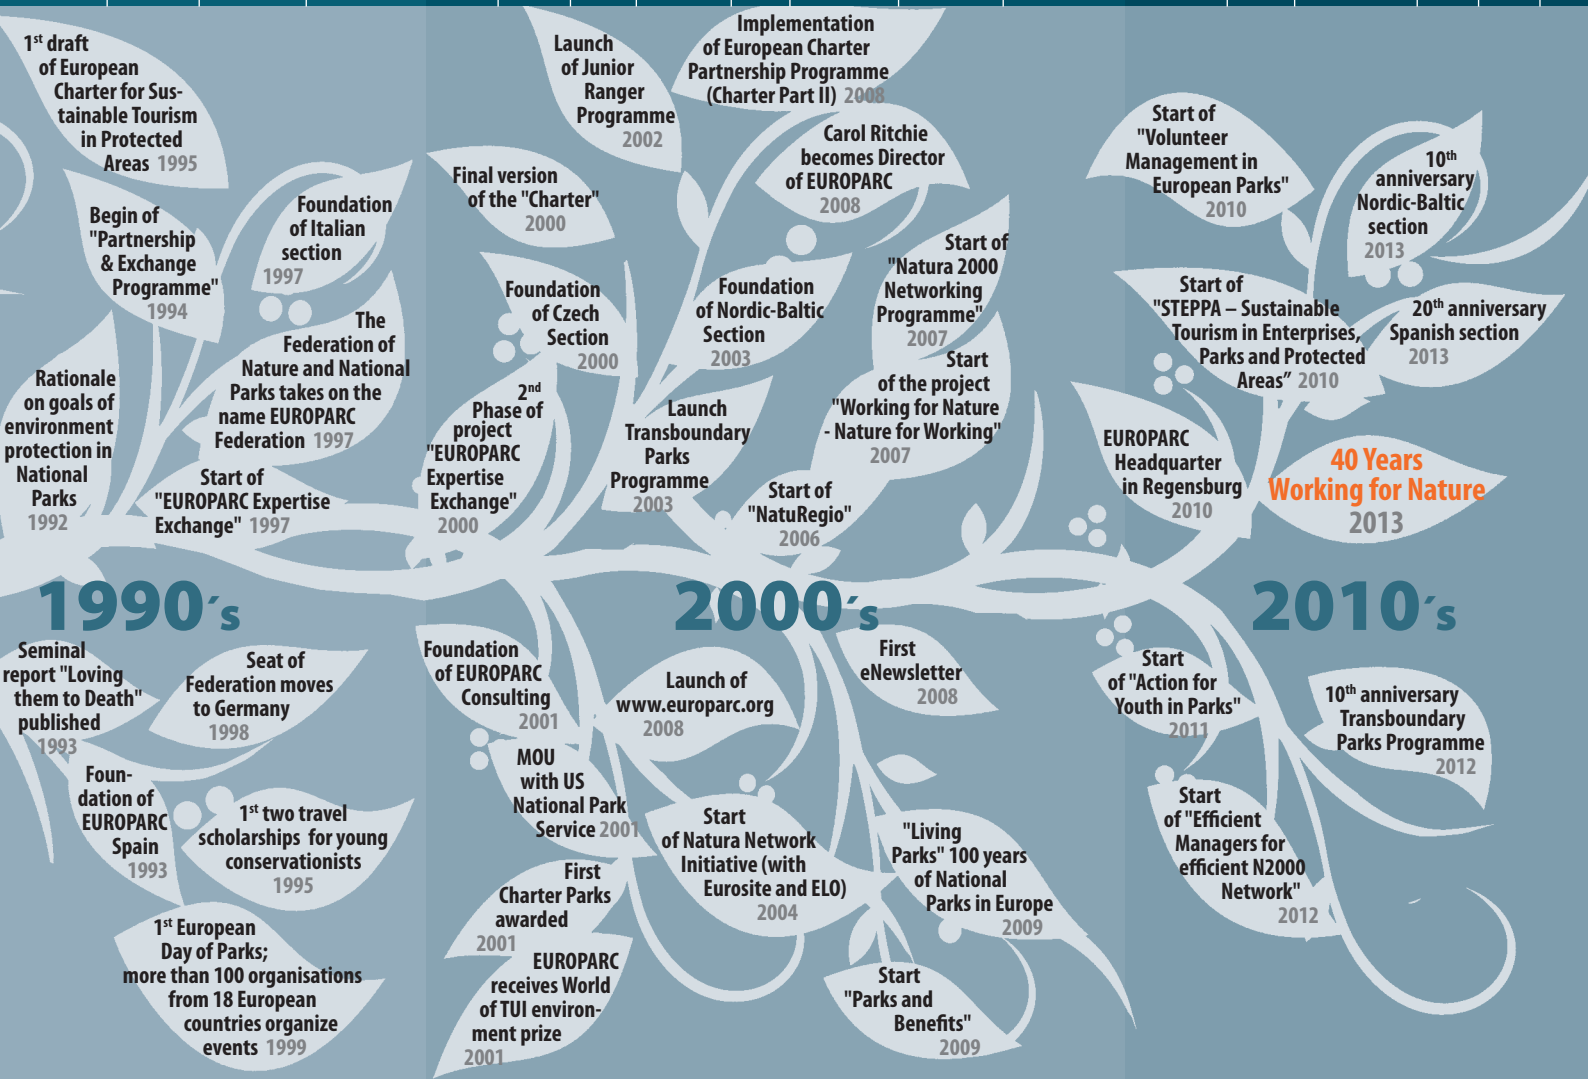 1st draft
of European
Charter for Sus-
tainable Tourism
in Protected
Areas 1995
Begin of
"Partnership
& Exchange
Programme"
1994
Foundation
of Italian
section
1997
The
Federation of
Nature and National
Parks takes on the
name EUROPARC
Federation 1997
Rationale
on goals of
environment
protection in
National
Parks
1992
Start of
"EUROPARC Expertise
Exchange" 1997
1990´s
Seminal
report "Loving
them to Death"
published
1993
Seat of
Federation moves
to Germany
1998
Foun-
dation of
EUROPARC
Spain
1993
1st two travel
scholarships for young
conservationists
1995
1st European
Day of Parks;
more than 100 organisations
from 18 European
countries organize
events 1999
Launch
of Junior
Ranger
Programme
2002
Implementation
of European Charter
Partnership Programme
(Charter Part II) 2008
Carol Ritchie
becomes Director
of EUROPARC
2008
Final version
of the "Charter"
2000
Foundation
of Czech
Section
2000
Foundation
of Nordic-Baltic
Section
2003
Start of
"Natura 2000
Networking
Programme"
2007
Start
of the project
"Working for Nature
- Nature for Working"
2007
2nd
Phase of
project
"EUROPARC
Expertise
Exchange"
2000
Launch
Transboundary
Parks
Programme
2003
Start of
"NatuRegio"
2006
2000´s
Foundation
of EUROPARC
Consulting
2001
Launch of
www.europarc.org
2008
First
eNewsletter
2008
MOU
with US
National Park
Service 2001
Start
of Natura Network
Initiative (with
Eurosite and ELO)
2004
"Living
Parks" 100 years
of National
Parks in Europe
2009
First
Charter Parks
awarded
2001
EUROPARC
receives World
of TUI environ-
ment prize
2001
Start
"Parks and
Benefits"
2009
Start of
"Volunteer
Management in
European Parks"
2010
10th
anniversary
Nordic-Baltic
section
2013
Start of
"STEPPA – Sustainable
Tourism in Enterprises,
Parks and Protected
Areas” 2010
20th anniversary
Spanish section
2013
EUROPARC
Headquarter
in Regensburg
2010
40 Years
Working for Nature
2013
2010´s
Start
of "Action for
Youth in Parks"
2011
10th anniversary
Transboundary
Parks Programme
2012
Start
of "Efficient
Managers for
efficient N2000
Network"
2012